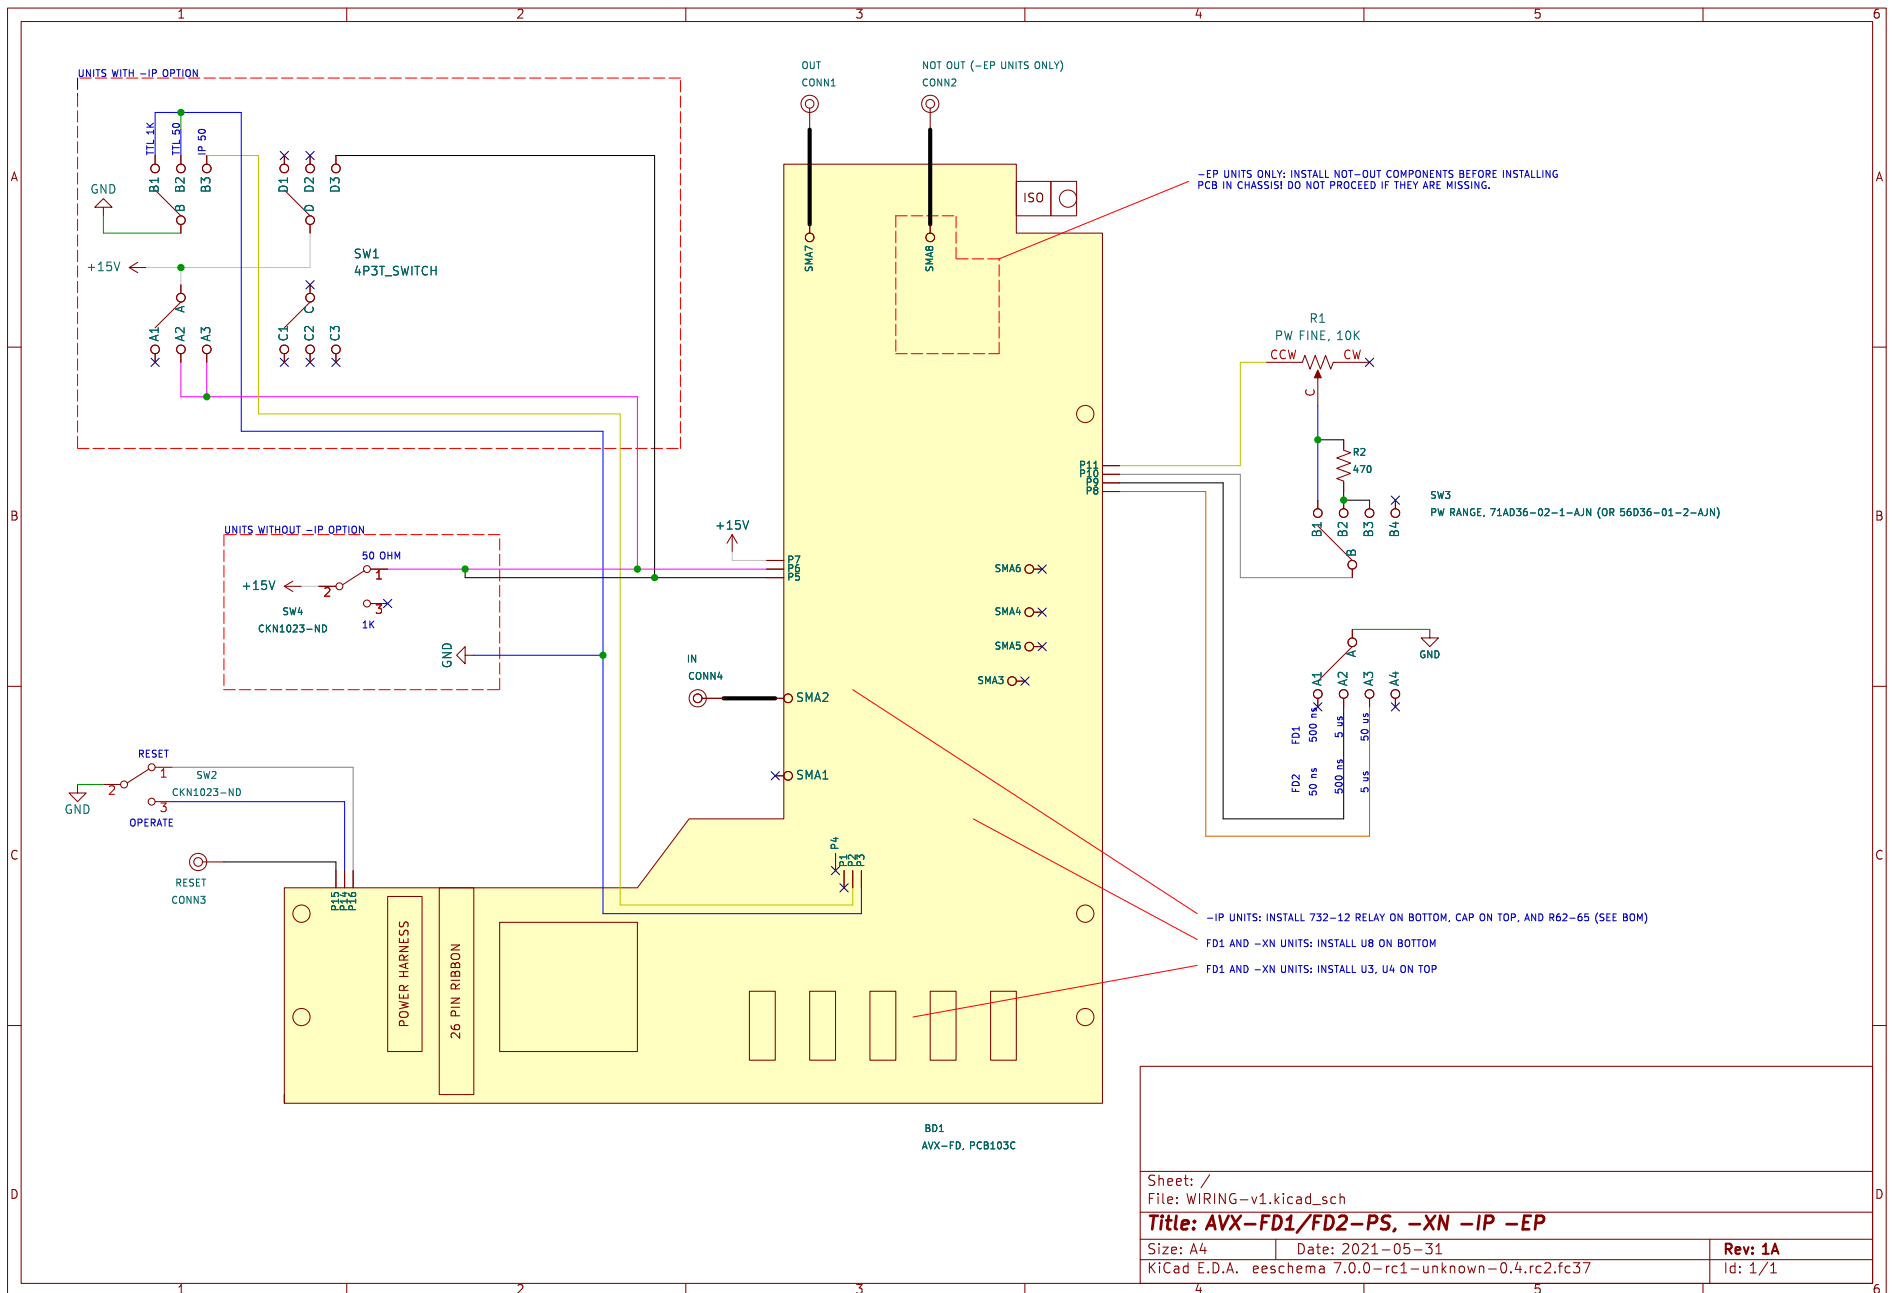 1
2
3
4
5
6
A
B
C
D
UNITS WITH -IP OPTION
TTL 1K
TTL 50
IP 50
B1
B2
B3
B
D1
D2
D3
D
GND
+15V
SW1
4P3T_SWITCH
A
A1
A2
A3
C
C1
C2
C3
OUT
CONN1
NOT OUT (-EP UNITS ONLY)
CONN2
SMA7
SMA8
ISO
-EP UNITS ONLY: INSTALL NOT-OUT COMPONENTS BEFORE INSTALLING
PCB IN CHASSIS! DO NOT PROCEED IF THEY ARE MISSING.
R1
PW FINE, 10K
CCW
CW
C
R2
470
SW3
PW RANGE, 71AD36-02-1-AJN (OR 56D36-01-2-AJN)
B1
B2
B3
B4
B
P11
P10
P9
P8
UNITS WITHOUT -IP OPTION
50 OHM
+15V
1
2
3
SW4
CKN1023-ND
1K
GND
+15V
P7
P6
P5
SMA6
SMA4
SMA5
SMA3
IN
CONN4
SMA2
SMA1
A
GND
A1
A2
A3
A4
FD1
500 ns
5 us
50 us
FD2
50 ns
500 ns
5 us
RESET
1
2
3
SW2
CKN1023-ND
GND
OPERATE
RESET
CONN3
P15
P14
P16
P4
P1
P2
P3
POWER HARNESS
26 PIN RIBBON
-IP UNITS: INSTALL 732-12 RELAY ON BOTTOM, CAP ON TOP, AND R62-65 (SEE BOM)
FD1 AND -XN UNITS: INSTALL U8 ON BOTTOM
FD1 AND -XN UNITS: INSTALL U3, U4 ON TOP
BD1
AVX-FD, PCB103C
Sheet: /
File: WIRING-v1.kicad_sch
Title: AVX-FD1/FD2-PS, -XN -IP -EP
Size: A4
Date: 2021-05-31
Rev: 1A
KiCad E.D.A. eeschema 7.0.0-rc1-unknown-0.4.rc2.fc37
Id: 1/1
A
B
C
D
1
2
4
5
6